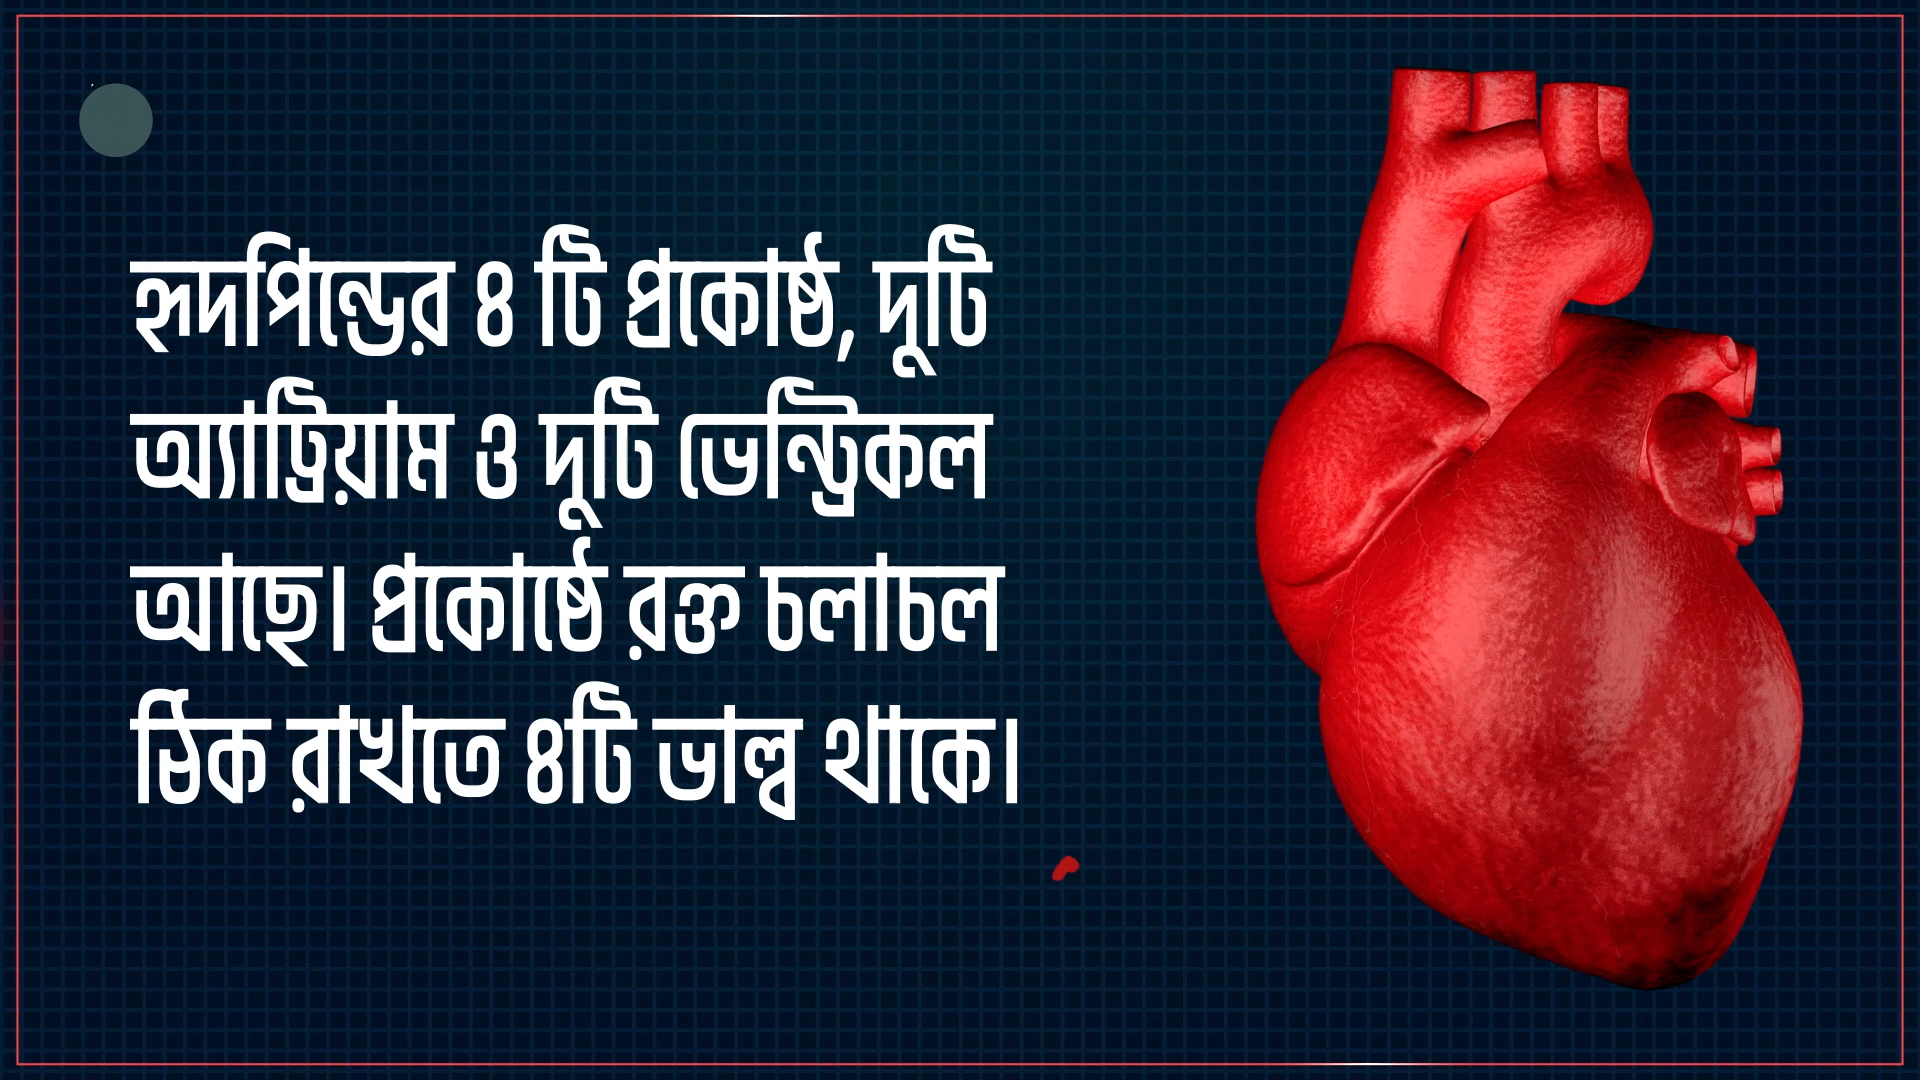 হৃদপিন্ডের ৪ টি প্রকোষ্ঠ, দূটি
অ্যাট্রিয়াম ও দূটি ভেন্ট্রিকল
আছে। প্রকোষ্ঠে রক্ত চলাচল
ঠিক রাখতে ৪টি ভাল্ব থাকে।